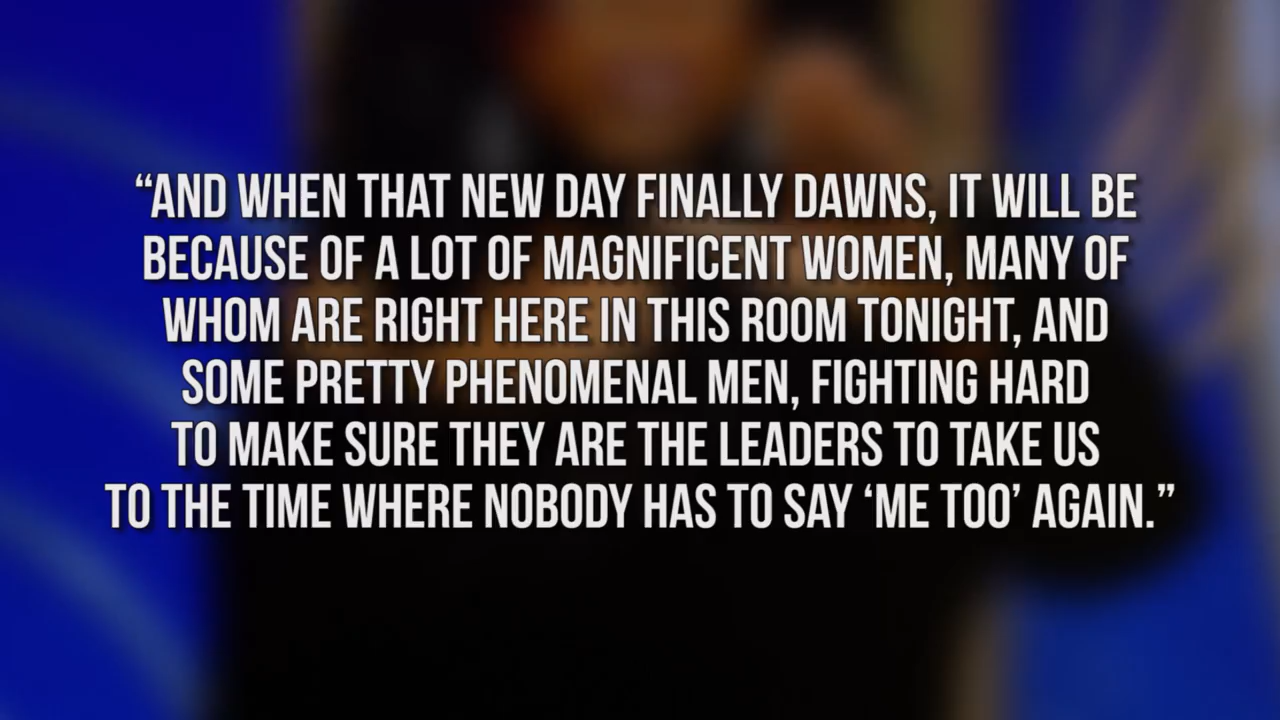 “AND WHEN THAT NEW DAY FINALLY DAWNS, IT WILL BE
BECAUSE OF A LOT OF MAGNIFICENT WOMEN, MANY OF
WHOM ARE RIGHT HERE IN THIS ROOM TONIGHT, AND
SOME PRETTY PHENOMENAL MEN, FIGHTING HARD
TO MAKE SURE THEY ARE THE LEADERS TO TAKE US
TO THE TIME WHERE NOBODY HAS TO SAY ‘ME TOO’ AGAIN.”